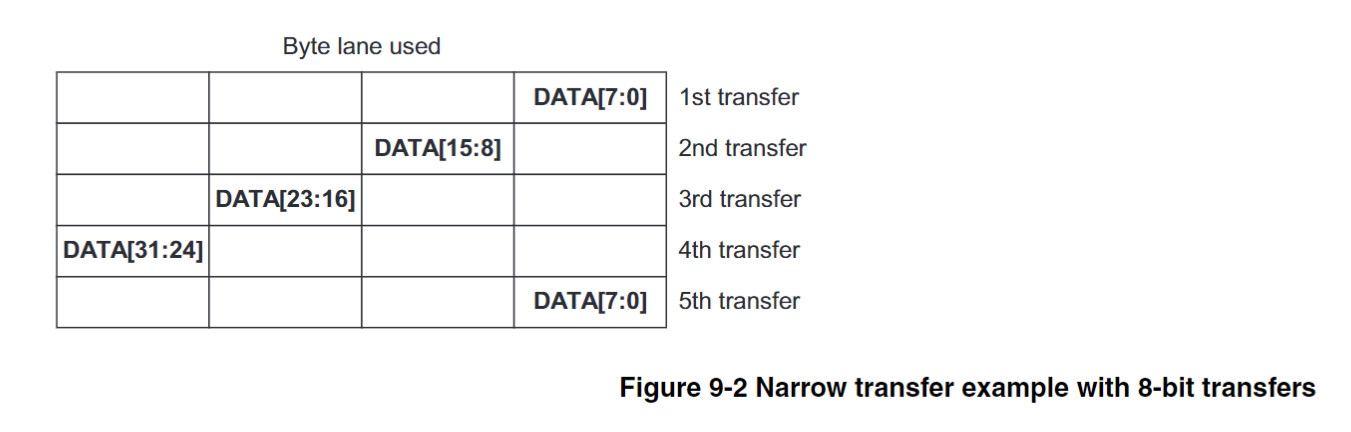 Byte lane used
DATA[7:0] 1st transfer
DATA[15:8] 2nd transfer
DATA[23:16] 3rd transfer
DATA[31:24] 4th transfer
DATA[7:0] 5th transfer
Figure 9-2 Narrow transfer example with 8-bit transfers